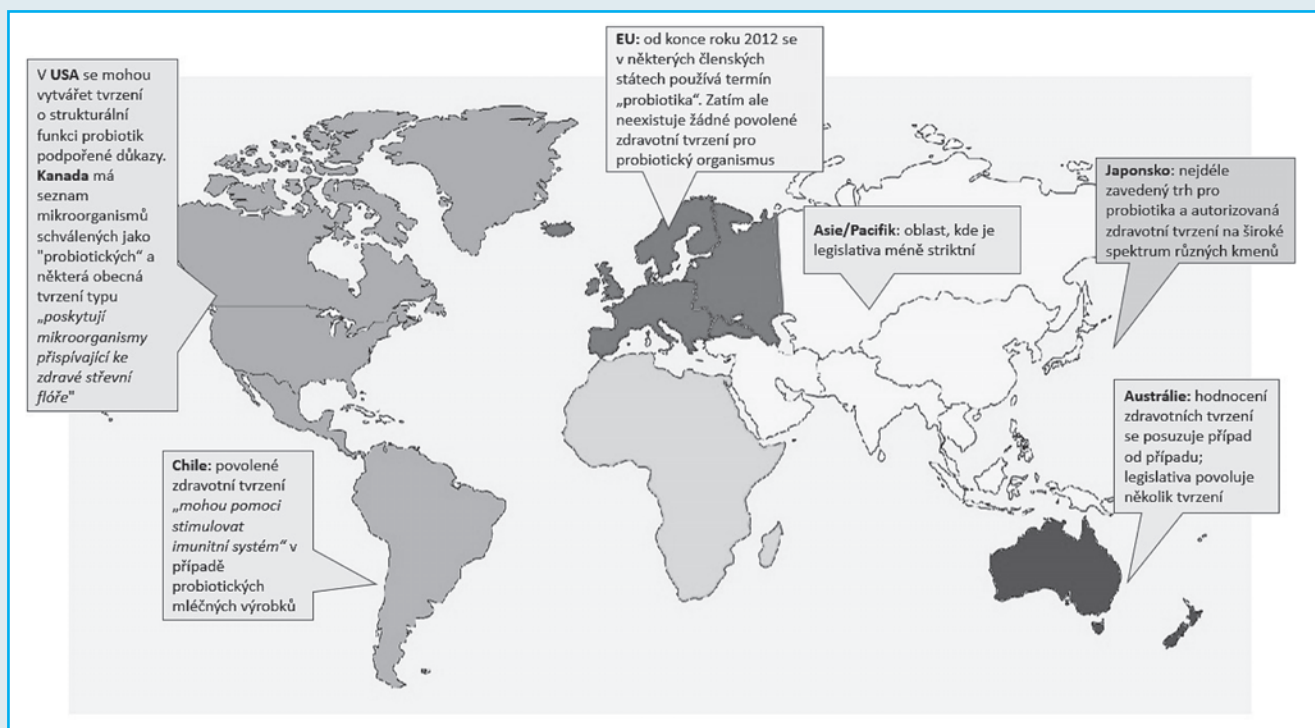 V USA se mohou
vytvářet tvrzení
o strukturální
funkci probiotik
podpořené důkazy.
Kanada má
seznam
mikroorganismů
schválených jako
"probiotických“ a
některá obecná
tvrzení typu
„poskytují
mikroorganismy
přispívající ke
zdravé střevní
flóře"
EU: od konce roku 2012 se
v některých členských
státech používá termín
„probiotika“. Zatím ale
neexistuje žádné povolené
zdravotní tvrzení pro
probiotický organismus
Asie/Pacifik: oblast, kde je
legislativa méně striktní
Japonsko: nejdéle
zavedený trh pro
probiotika a autorizovaná
zdravotní tvrzení na široké
spektrum různých kmenů
Chile: povolené
zdravotní tvrzení
„mohou pomoci
stimulovat
imunitní systém“ v
případě
probiotických
mléčných výrobků
Austrálie: hodnocení
zdravotních tvrzení
se posuzuje případ
od případu;
legislativa povoluje
několik tvrzení